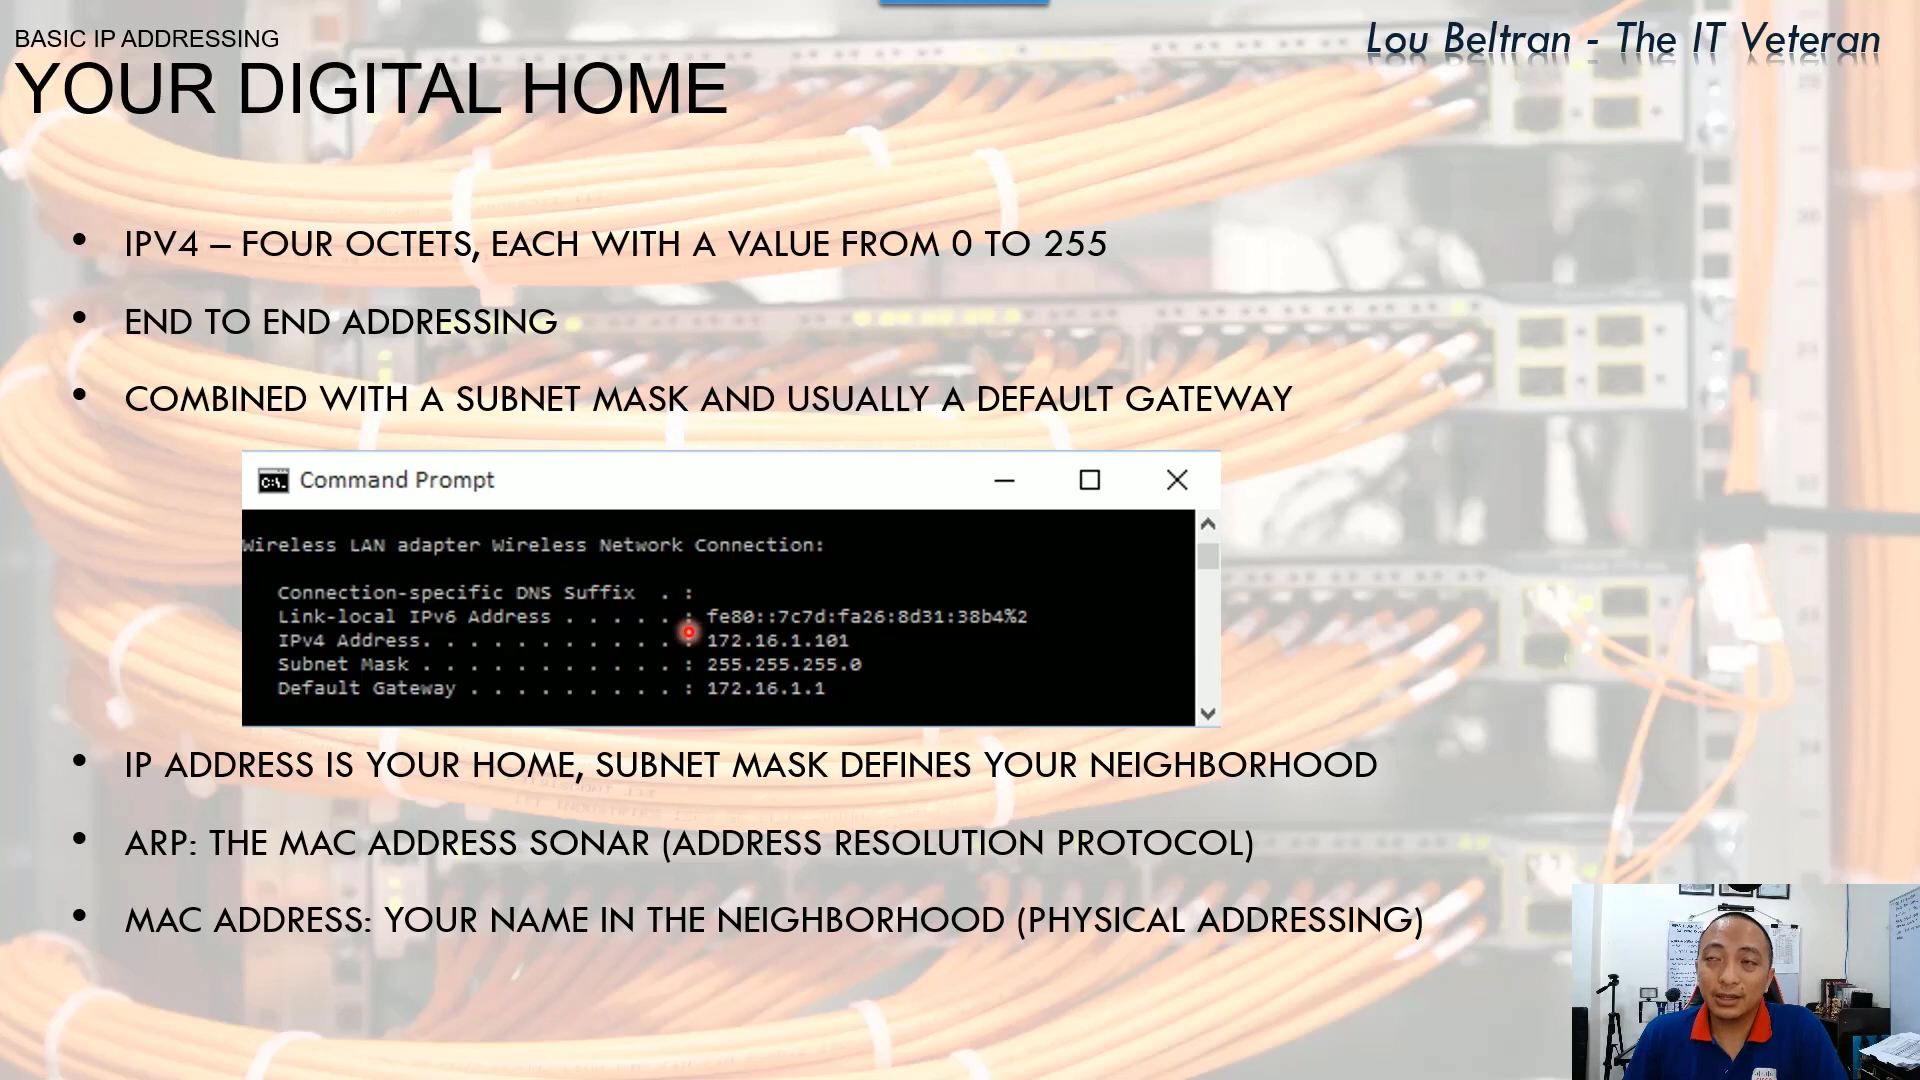 BASIC IP ADDRESSING
YOUR DIGITAL HOME
Lou Beltran - The IT Veteran
• IPV4 – FOUR OCTETS, EACH WITH A VALUE FROM 0 TO 255
• END TO END ADDRESSING
• COMBINED WITH A SUBNET MASK AND USUALLY A DEFAULT GATEWAY
C:\. Command Prompt
Wireless LAN adapter Wireless Network Connection:
Connection-specific DNS Suffix . :
Link-local IPv6 Address . . . . . : fe80::7c7d:fa26:8d31:38b4%2
IPv4 Address. . . . . . . . . . . : 172.16.1.101
Subnet Mask . . . . . . . . . . . : 255.255.255.0
Default Gateway . . . . . . . . . : 172.16.1.1
• IP ADDRESS IS YOUR HOME, SUBNET MASK DEFINES YOUR NEIGHBORHOOD
• ARP: THE MAC ADDRESS SONAR (ADDRESS RESOLUTION PROTOCOL)
• MAC ADDRESS: YOUR NAME IN THE NEIGHBORHOOD (PHYSICAL ADDRESSING)